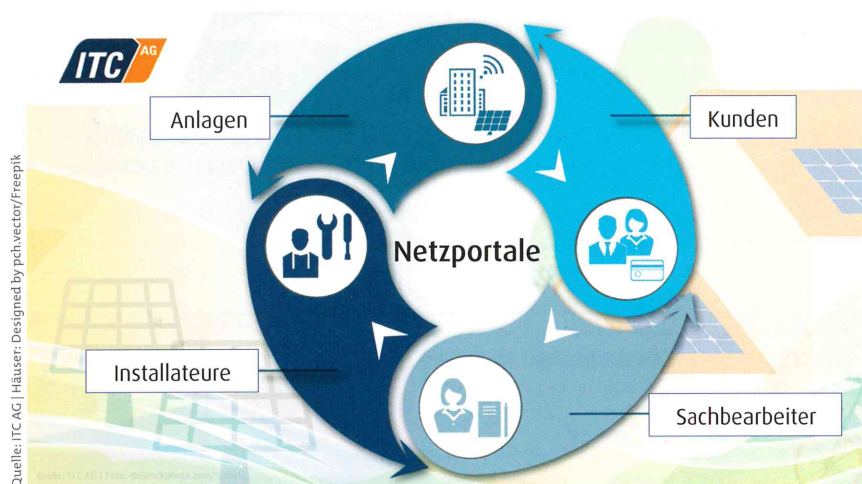 ITC AG
Anlagen
Kunden
Netzportale
Installateure
Sachbearbeiter
Quelle: ITC AG | Häuser: Designed by pch.vector/Freepik